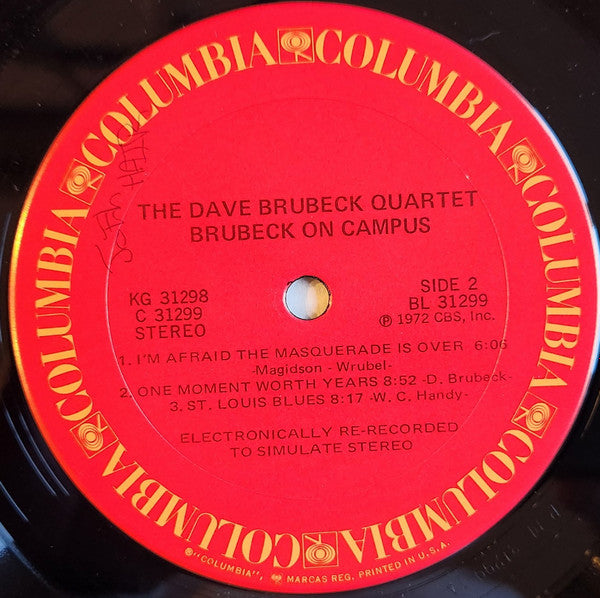 COLUMBIA COLUMBIA COLUMBIA COLUMBIA COLUMBIA COLUMBIA
THE DAVE BRUBECK QUARTET
BRUBECK ON CAMPUS
KG 31298
C 31299
STEREO
SIDE 2
BL 31299
Ⓟ 1972 CBS, Inc.
1. I'M AFRAID THE MASQUERADE IS OVER 6:06
-Magidson - Wrubel-
2. ONE MOMENT WORTH YEARS 8:52 -D. Brubeck-
3. ST. LOUIS BLUES 8:17 -W. C. Handy-
ELECTRONICALLY RE-RECORDED
TO SIMULATE STEREO
®"COLUMBIA", MARCAS REG. PRINTED IN U.S.A.